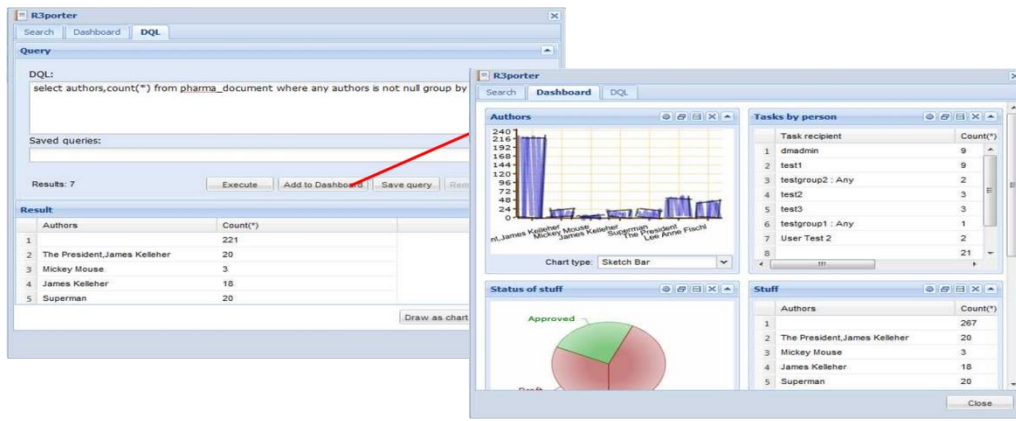 R3porter
Search Dashboard DQL
Query
DQL:
select authors,count(*) from pharma_document where any authors is not null group by
Saved queries:
Results: 7 Execute Add to Dashboard Save query
Result
Authors Count(*)
1 221
2 The President,James Kelleher 20
3 Mickey Mouse 3
4 James Kelleher 18
5 Superman 20
Draw as chart
R3porter
Search Dashboard DQL
Authors
240
216
192
168
144
120
96
72
48
24
0
nt,James Kelleher Mickey Mouse James Kelleher Superman The President Lee Anne Fischl
Chart type: Sketch Bar
Tasks by person
Task recipient Count(*)
1 dmadmin 9
2 test1 9
3 testgroup2 : Any 2
4 test2 3
5 test3 3
6 testgroup1 : Any 1
7 User Test 2 2
8 21
Status of stuff
Approved
Stuff
Authors Count(*)
1 267
2 The President,James Kelleher 20
3 Mickey Mouse 3
4 James Kelleher 18
5 Superman 20
Close